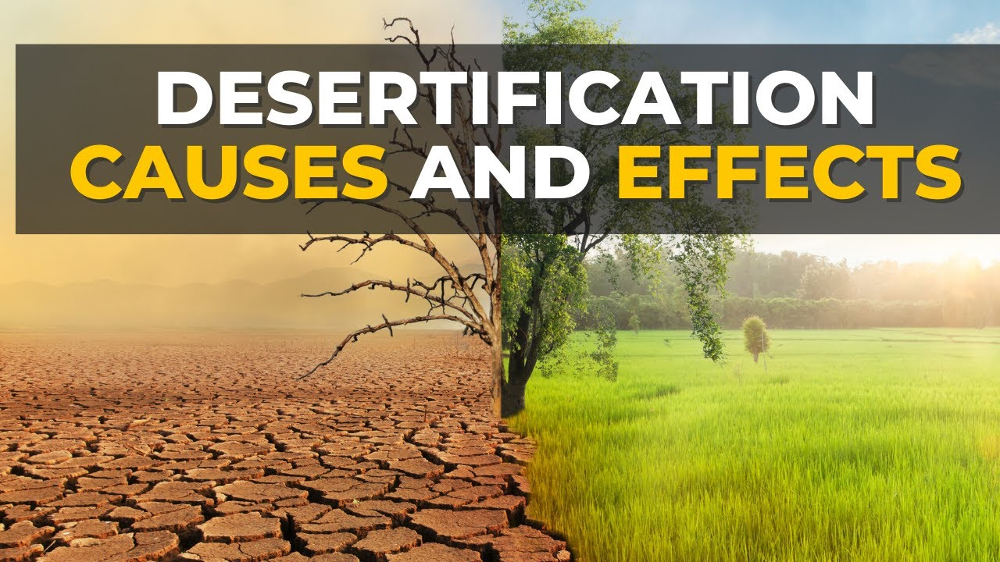 DESERTIFICATION
CAUSES AND EFFECTS